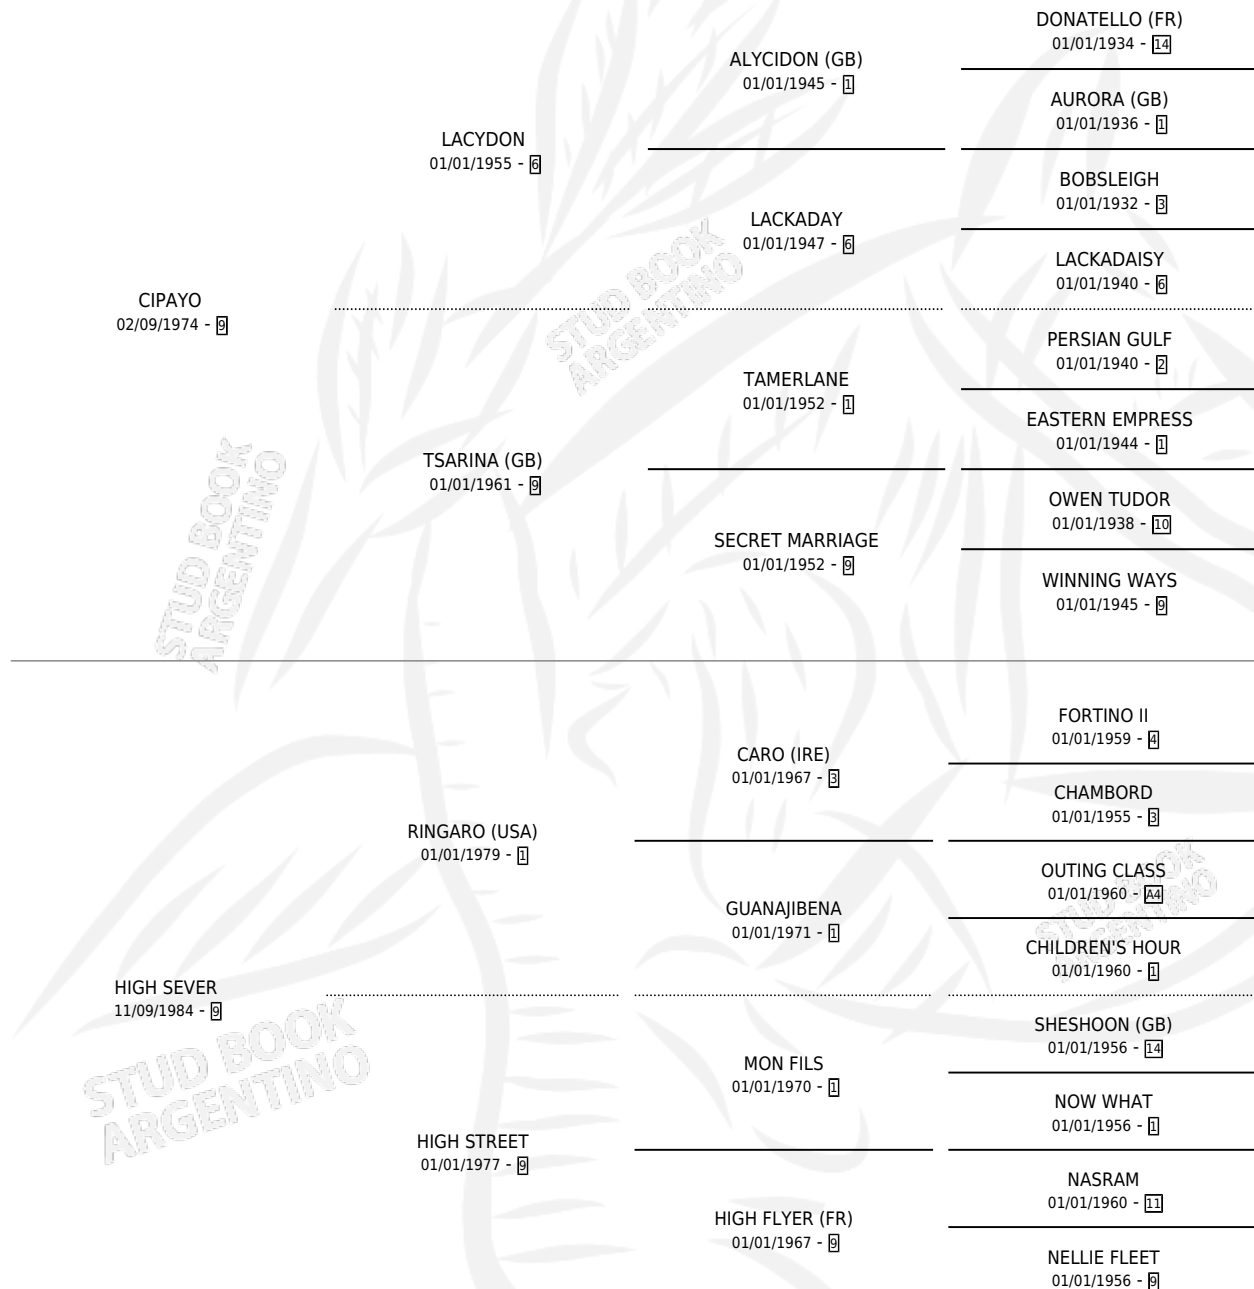 DONATELLO (FR)
01/01/1934 - 14
ALYCIDON (GB)
01/01/1945 - 1
AURORA (GB)
01/01/1936 - 1
LACYDON
01/01/1955 - 6
BOBSLEIGH
01/01/1932 - 3
LACKADAY
01/01/1947 - 6
LACKADAISY
01/01/1940 - 6
CIPAYO
02/09/1974 - 9
PERSIAN GULF
01/01/1940 - 2
TAMERLANE
01/01/1952 - 1
EASTERN EMPRESS
01/01/1944 - 1
TSARINA (GB)
01/01/1961 - 9
OWEN TUDOR
01/01/1938 - 10
SECRET MARRIAGE
01/01/1952 - 9
WINNING WAYS
01/01/1945 - 9
FORTINO II
01/01/1959 - 4
CARO (IRE)
01/01/1967 - 3
CHAMBORD
01/01/1955 - 3
RINGARO (USA)
01/01/1979 - 1
OUTING CLASS
01/01/1960 - A4
GUANAJIBENA
01/01/1971 - 1
CHILDREN'S HOUR
01/01/1960 - 1
HIGH SEVER
11/09/1984 - 9
SHESHOON (GB)
01/01/1956 - 14
MON FILS
01/01/1970 - 1
NOW WHAT
01/01/1956 - 1
HIGH STREET
01/01/1977 - 9
NASRAM
01/01/1960 - 11
HIGH FLYER (FR)
01/01/1967 - 9
NELLIE FLEET
01/01/1956 - 9
STUD BOOK
ARGENTINO
STUD BOOK
ARGENTINO
STUD BOOK
ARGENTINO
STUD BOOK
ARGENTINO